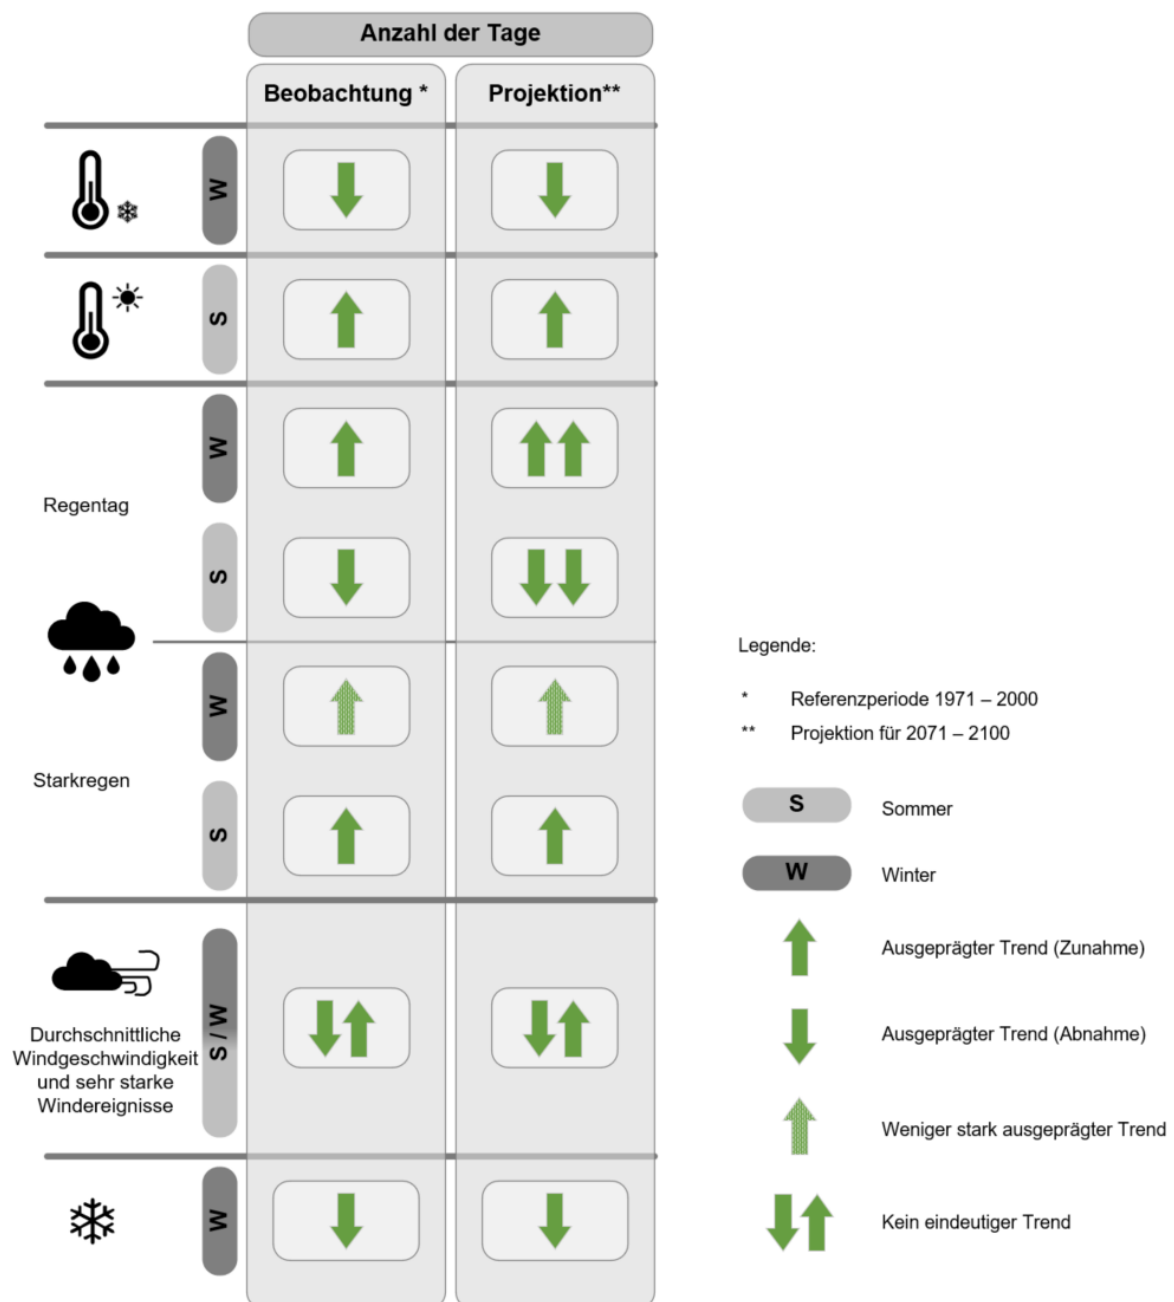 Anzahl der Tage
Beobachtung *
Projektion**
W
S
W
Regentag
S
W
Starkregen
S
S / W
Durchschnittliche
Windgeschwindigkeit
und sehr starke
Windereignisse
W
Legende:
* Referenzperiode 1971 – 2000
** Projektion für 2071 – 2100
S Sommer
W Winter
Ausgeprägter Trend (Zunahme)
Ausgeprägter Trend (Abnahme)
Weniger stark ausgeprägter Trend
Kein eindeutiger Trend